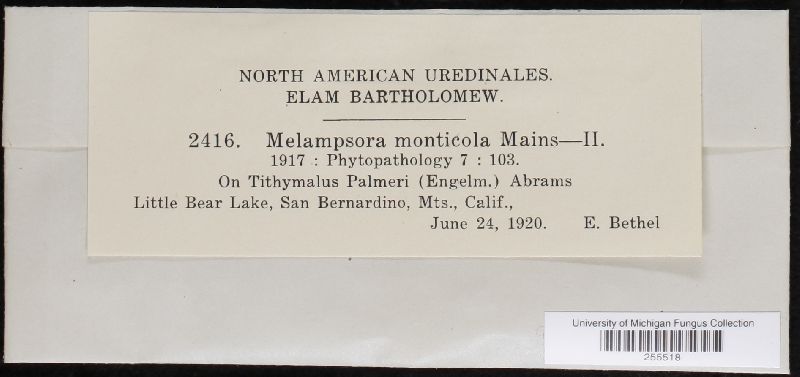 NORTH AMERICAN UREDINALES.
ELAM BARTHOLOMEW.
2416. Melampsora monticola Mains—II.
1917 : Phytopathology 7 : 103.
On Tithymalus Palmeri (Engelm.) Abrams
Little Bear Lake, San Bernardino, Mts., Calif.,
June 24, 1920. E. Bethel
University of Michigan Fungus Collection
255518